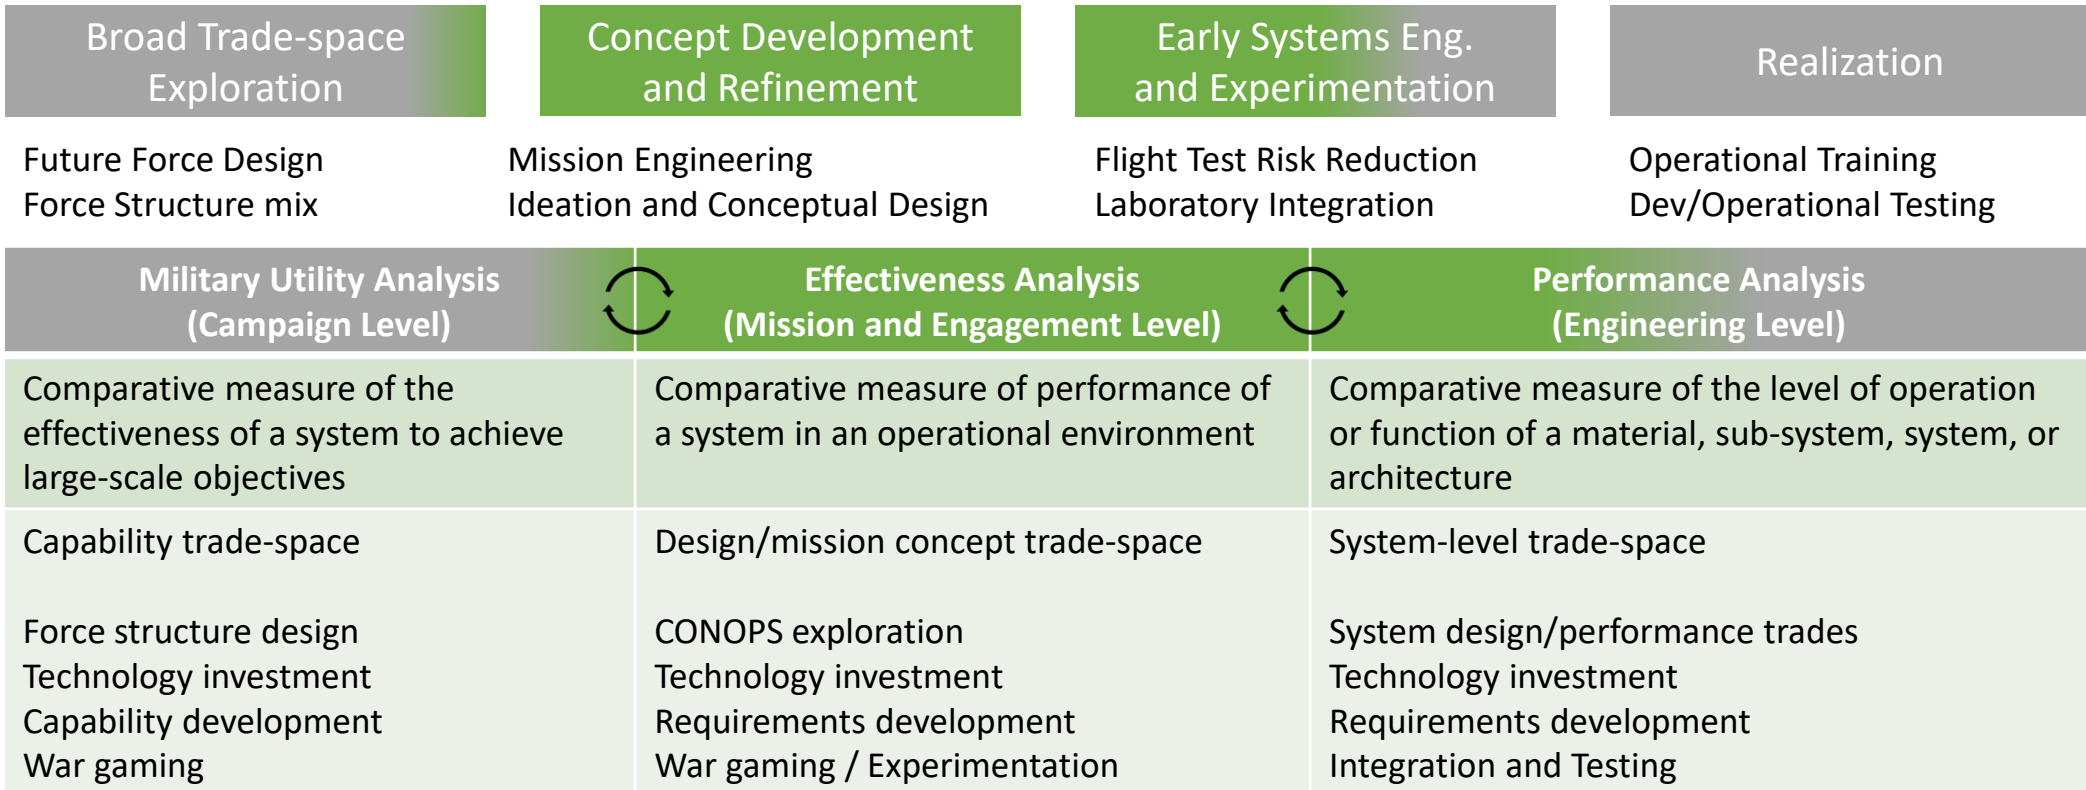 Broad Trade-space
Exploration
Concept Development
and Refinement
Early Systems Eng.
and Experimentation
Realization
Future Force Design
Force Structure mix
Mission Engineering
Ideation and Conceptual Design
Flight Test Risk Reduction
Laboratory Integration
Operational Training
Dev/Operational Testing
Military Utility Analysis
(Campaign Level)
Effectiveness Analysis
(Mission and Engagement Level)
Performance Analysis
(Engineering Level)
Comparative measure of the
effectiveness of a system to achieve
large-scale objectives
Comparative measure of performance of
a system in an operational environment
Comparative measure of the level of operation
or function of a material, sub-system, system, or
architecture
Capability trade-space
Force structure design
Technology investment
Capability development
War gaming
Design/mission concept trade-space
CONOPS exploration
Technology investment
Requirements development
War gaming / Experimentation
System-level trade-space
System design/performance trades
Technology investment
Requirements development
Integration and Testing